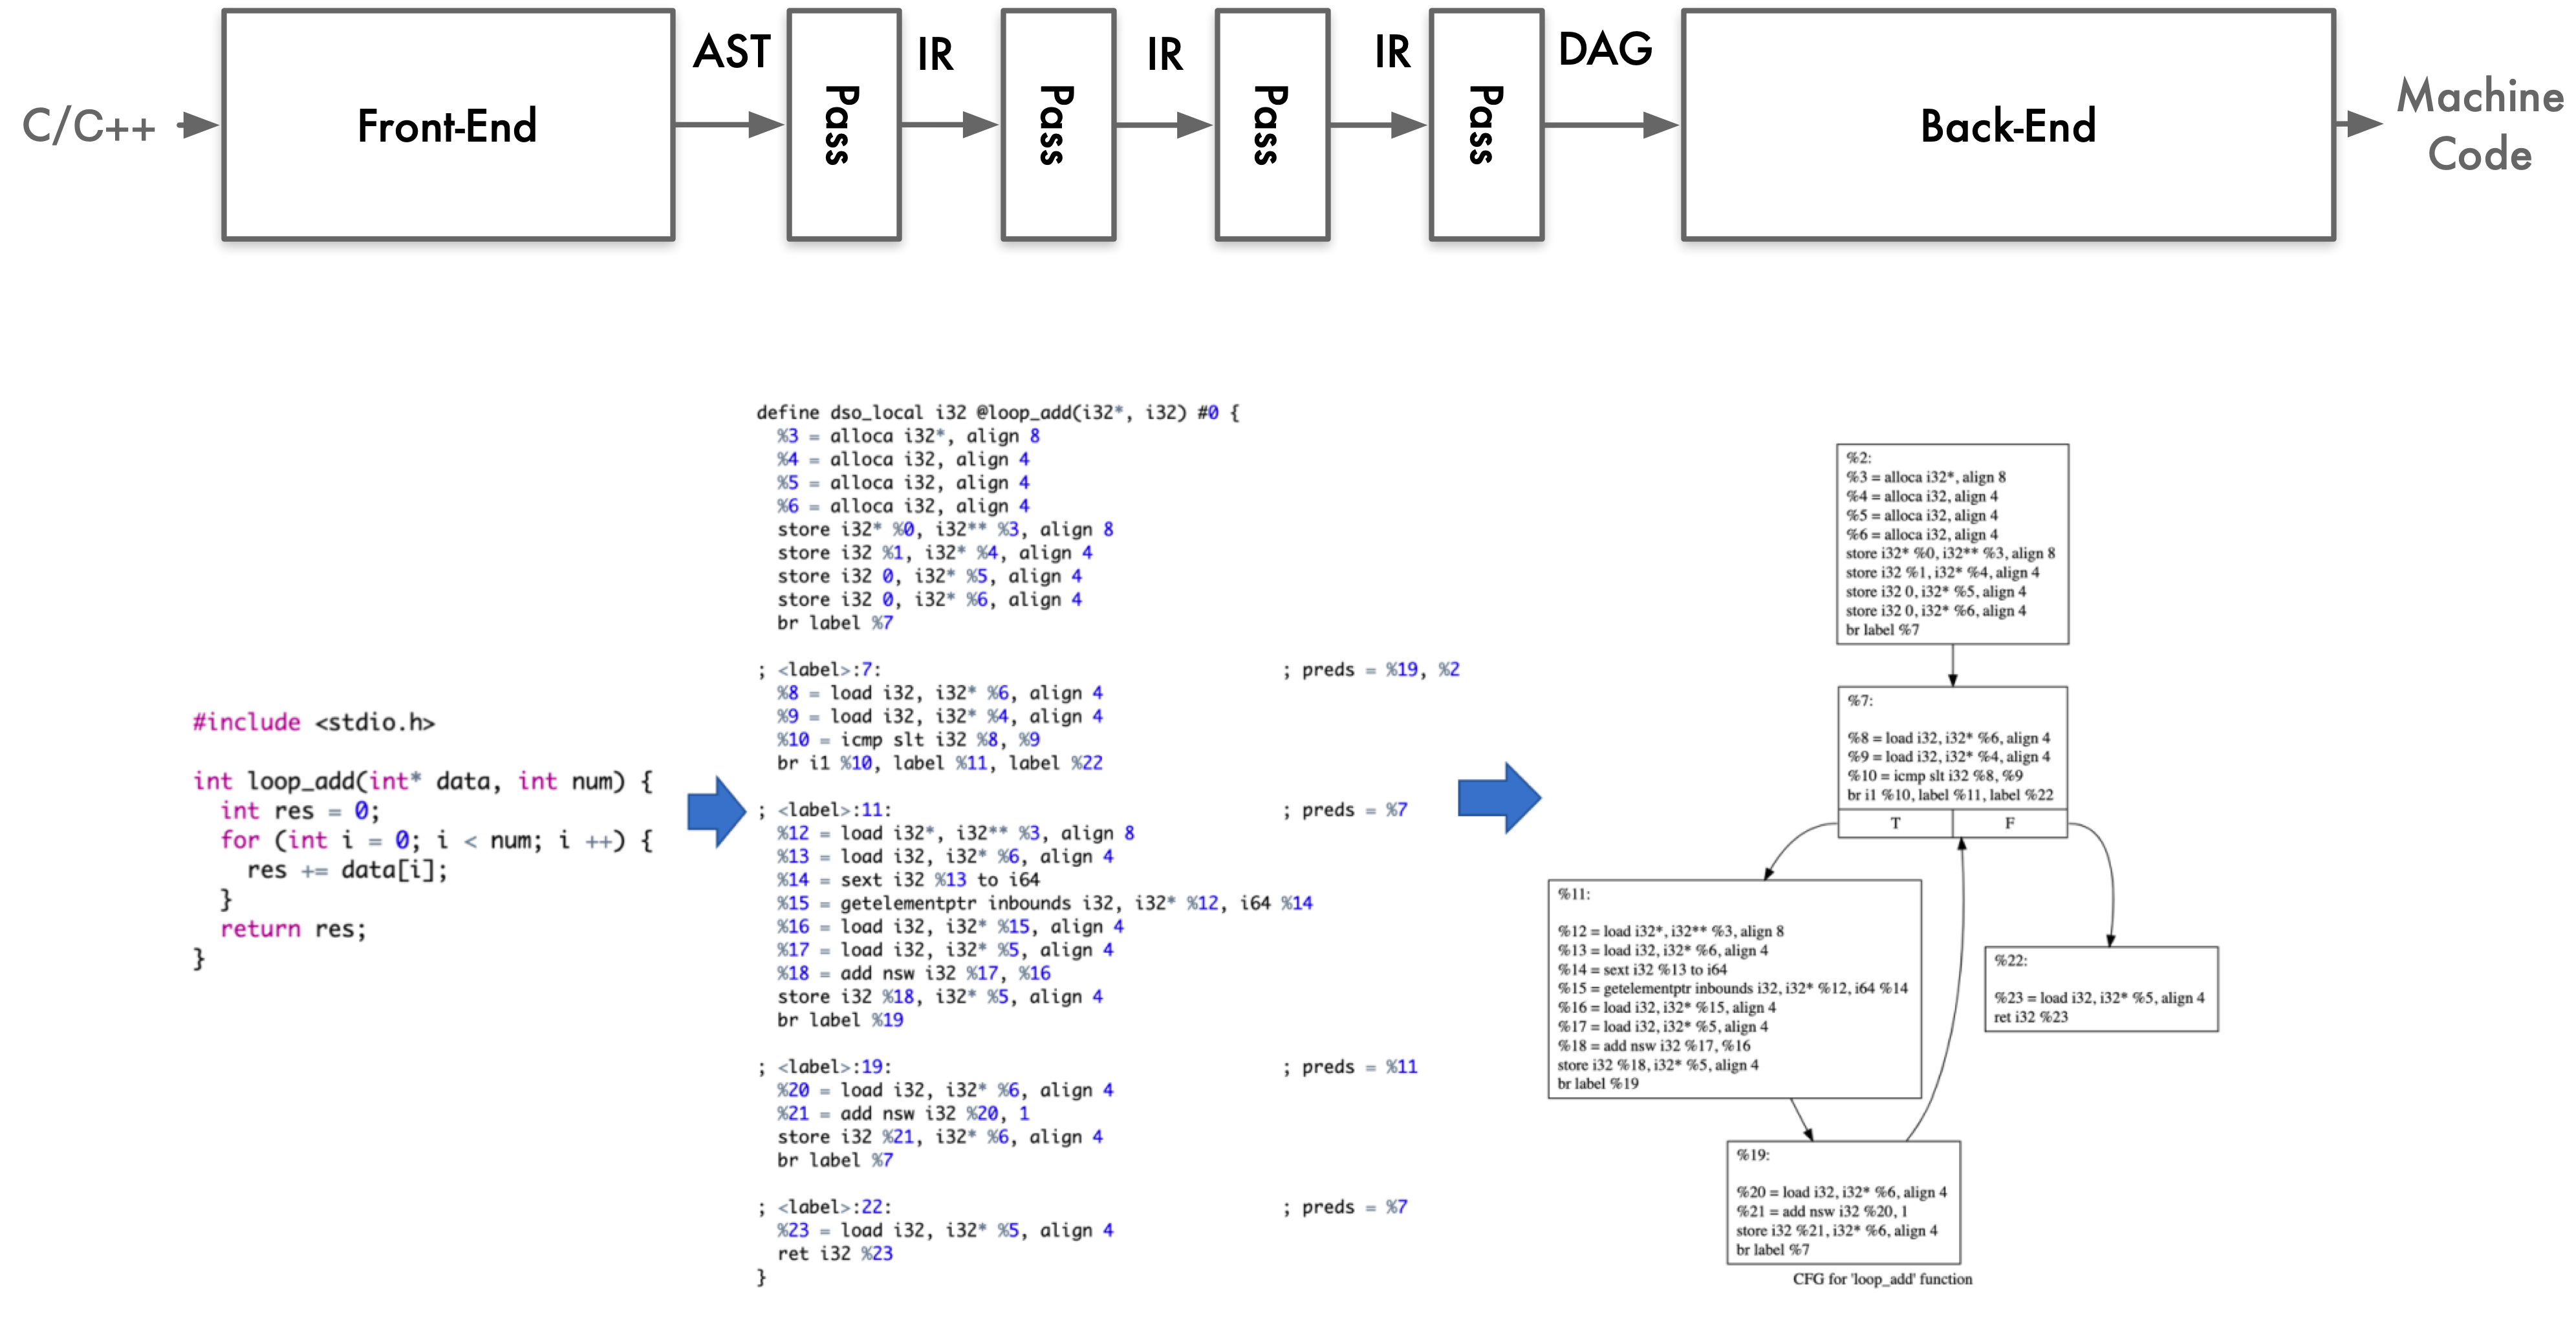 C/C++
Front-End
AST
Pass
IR
Pass
IR
Pass
IR
Pass
DAG
Back-End
Machine
Code
#include <stdio.h>
int loop_add(int* data, int num) {
  int res = 0;
  for (int i = 0; i < num; i ++) {
    res += data[i];
  }
  return res;
}
define dso_local i32 @loop_add(i32*, i32) #0 {
  %3 = alloca i32*, align 8
  %4 = alloca i32, align 4
  %5 = alloca i32, align 4
  %6 = alloca i32, align 4
  store i32* %0, i32** %3, align 8
  store i32 %1, i32* %4, align 4
  store i32 0, i32* %5, align 4
  store i32 0, i32* %6, align 4
  br label %7
; <label>:7: ; preds = %19, %2
  %8 = load i32, i32* %6, align 4
  %9 = load i32, i32* %4, align 4
  %10 = icmp slt i32 %8, %9
  br i1 %10, label %11, label %22
; <label>:11: ; preds = %7
  %12 = load i32*, i32** %3, align 8
  %13 = load i32, i32* %6, align 4
  %14 = sext i32 %13 to i64
  %15 = getelementptr inbounds i32, i32* %12, i64 %14
  %16 = load i32, i32* %15, align 4
  %17 = load i32, i32* %5, align 4
  %18 = add nsw i32 %17, %16
  store i32 %18, i32* %5, align 4
  br label %19
; <label>:19: ; preds = %11
  %20 = load i32, i32* %6, align 4
  %21 = add nsw i32 %20, 1
  store i32 %21, i32* %6, align 4
  br label %7
; <label>:22: ; preds = %7
  %23 = load i32, i32* %5, align 4
  ret i32 %23
}
%2:
%3 = alloca i32*, align 8
%4 = alloca i32, align 4
%5 = alloca i32, align 4
%6 = alloca i32, align 4
store i32* %0, i32** %3, align 8
store i32 %1, i32* %4, align 4
store i32 0, i32* %5, align 4
store i32 0, i32* %6, align 4
br label %7
%7:
%8 = load i32, i32* %6, align 4
%9 = load i32, i32* %4, align 4
%10 = icmp slt i32 %8, %9
br i1 %10, label %11, label %22
T
F
%11:
%12 = load i32*, i32** %3, align 8
%13 = load i32, i32* %6, align 4
%14 = sext i32 %13 to i64
%15 = getelementptr inbounds i32, i32* %12, i64 %14
%16 = load i32, i32* %15, align 4
%17 = load i32, i32* %5, align 4
%18 = add nsw i32 %17, %16
store i32 %18, i32* %5, align 4
br label %19
%22:
%23 = load i32, i32* %5, align 4
ret i32 %23
%19:
%20 = load i32, i32* %6, align 4
%21 = add nsw i32 %20, 1
store i32 %21, i32* %6, align 4
br label %7
CFG for 'loop_add' function